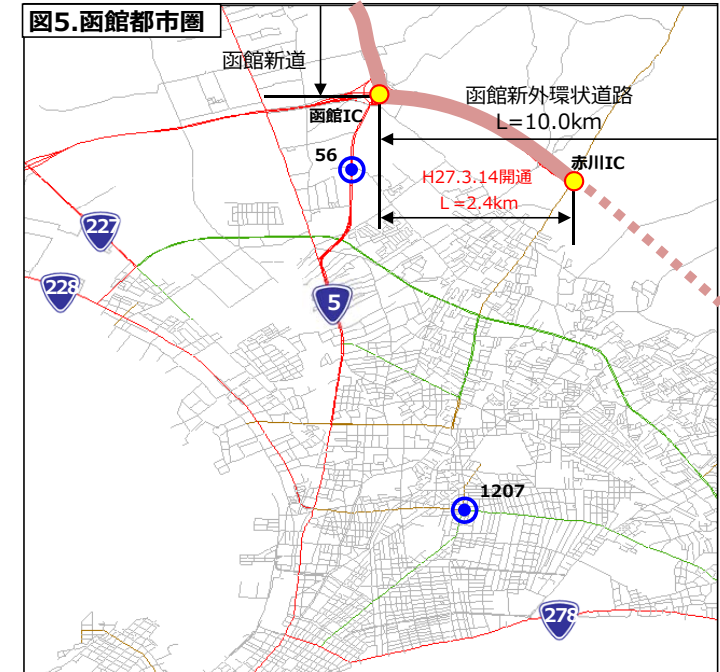 図5.函館都市圏
函館新道
函館IC
函館新外環状道路
L=10.0km
赤川IC
56
H27.3.14開通
L=2.4km
227
228
5
1207
278